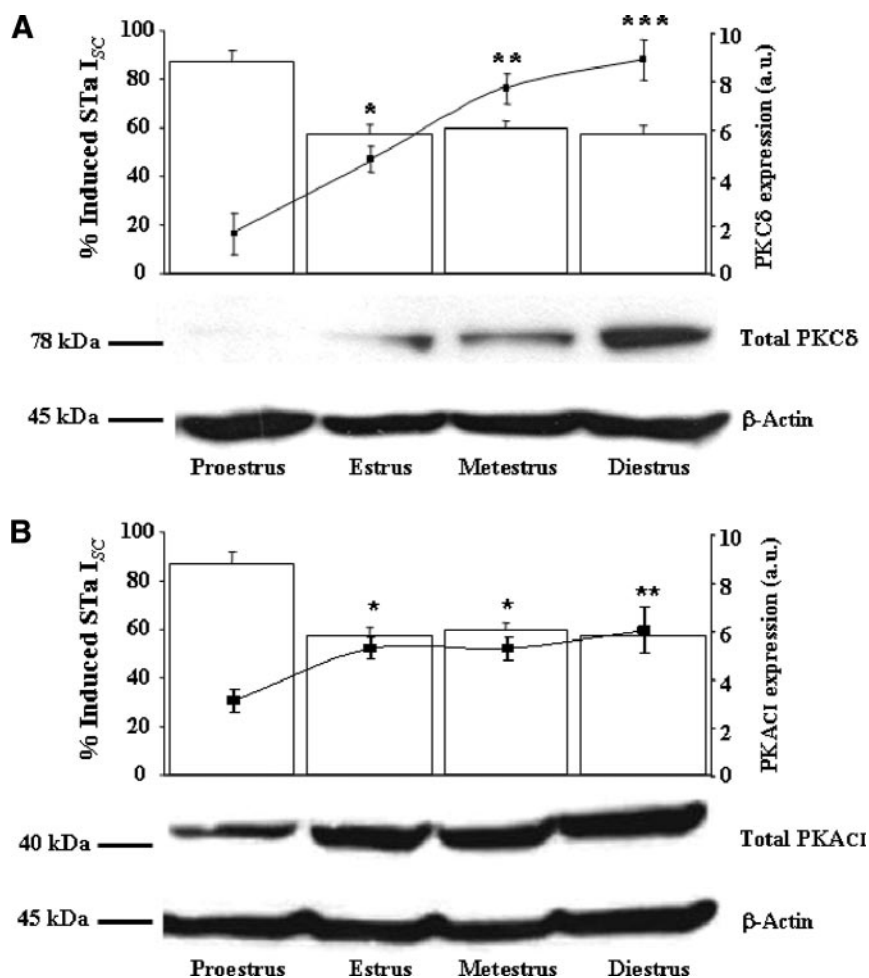 A
% Induced STa I_SC
100
80
60
40
20
0
*
**
***
10
8
6
4
2
0
PKCδ expression (a.u.)
78 kDa
Total PKCδ
45 kDa
β-Actin
Proestrus Estrus Metestrus Diestrus
B
% Induced STa I_SC
100
80
60
40
20
0
*
*
**
10
8
6
4
2
0
PKACI expression (a.u.)
40 kDa
Total PKACI
45 kDa
β-Actin
Proestrus Estrus Metestrus Diestrus